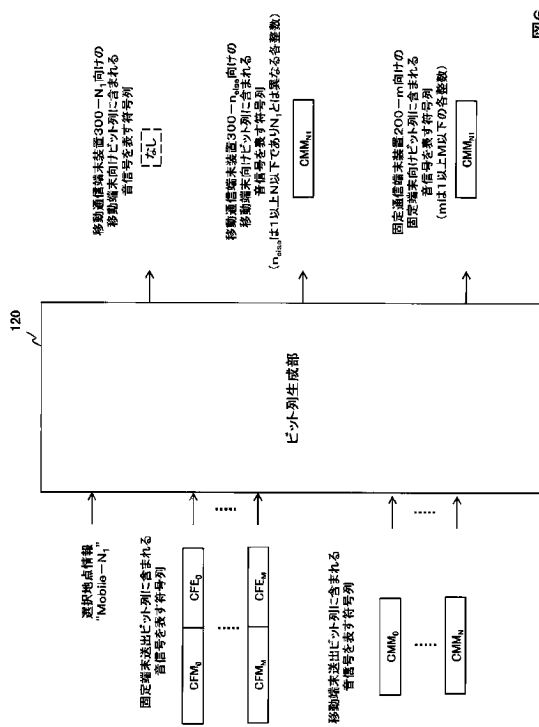 120
選択地点情報
"Mobile-N₁"
固定端末送出ビット列に含まれる
音信号を表す符号列
CFM₀ CFE₀
CFM_M CFE_M
移動端末送出ビット列に含まれる
音信号を表す符号列
CMM₀
CMM_N
ビット列生成部
移動通信端末装置300-N₁向けの
移動端末向けビット列に含まれる
音信号を表す符号列
なし
移動通信端末装置300-n_else向けの
移動端末向けビット列に含まれる
音信号を表す符号列
(n_elseは1以上N以下でありN₁とは異なる各整数)
CMM_N1
固定通信端末装置200-m向けの
固定端末向けビット列に含まれる
音信号を表す符号列
(mは1以上M以下の各整数)
CMM_N1